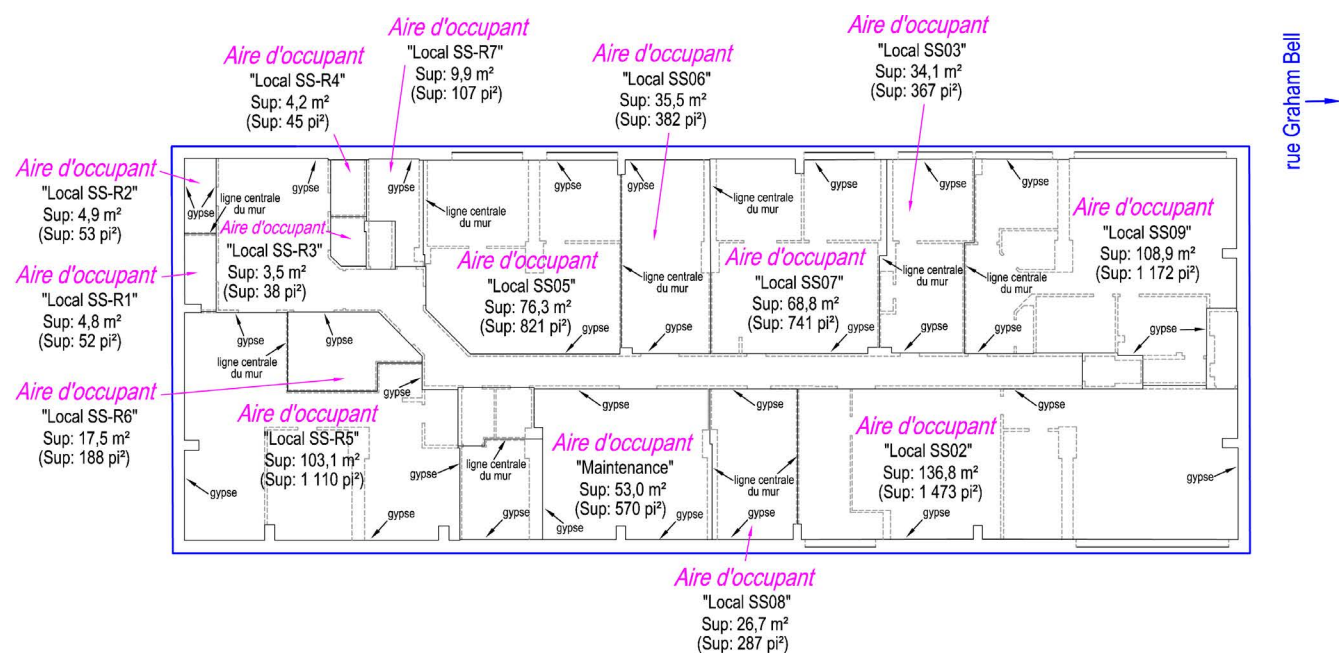 Aire d'occupant
"Local SS-R4"
Sup: 4,2 m²
(Sup: 45 pi²)
Aire d'occupant
"Local SS-R7"
Sup: 9,9 m²
(Sup: 107 pi²)
Aire d'occupant
"Local SS06"
Sup: 35,5 m²
(Sup: 382 pi²)
Aire d'occupant
"Local SS03"
Sup: 34,1 m²
(Sup: 367 pi²)
rue Graham Bell
Aire d'occupant
"Local SS-R2"
Sup: 4,9 m²
(Sup: 53 pi²)
gypse
ligne centrale
du mur
gypse
gypse
ligne centrale
du mur
gypse
ligne centrale
du mur
gypse
gypse
gypse
Aire d'occupant
"Local SS-R3"
Sup: 3,5 m²
(Sup: 38 pi²)
Aire d'occupant
"Local SS05"
Sup: 76,3 m²
(Sup: 821 pi²)
gypse
ligne centrale
du mur
gypse
Aire d'occupant
"Local SS07"
Sup: 68,8 m²
(Sup: 741 pi²)
gypse
ligne centrale
du mur
gypse
ligne centrale
du mur
gypse
Aire d'occupant
"Local SS09"
Sup: 108,9 m²
(Sup: 1 172 pi²)
gypse
Aire d'occupant
"Local SS-R1"
Sup: 4,8 m²
(Sup: 52 pi²)
gypse
gypse
ligne centrale
du mur
gypse
Aire d'occupant
"Local SS-R6"
Sup: 17,5 m²
(Sup: 188 pi²)
Aire d'occupant
"Local SS-R5"
Sup: 103,1 m²
(Sup: 1 110 pi²)
gypse
gypse
gypse
ligne centrale
du mur
gypse
gypse
Aire d'occupant
"Maintenance"
Sup: 53,0 m²
(Sup: 570 pi²)
gypse
gypse
gypse
ligne centrale
du mur
gypse
Aire d'occupant
"Local SS02"
Sup: 136,8 m²
(Sup: 1 473 pi²)
gypse
gypse
gypse
Aire d'occupant
"Local SS08"
Sup: 26,7 m²
(Sup: 287 pi²)